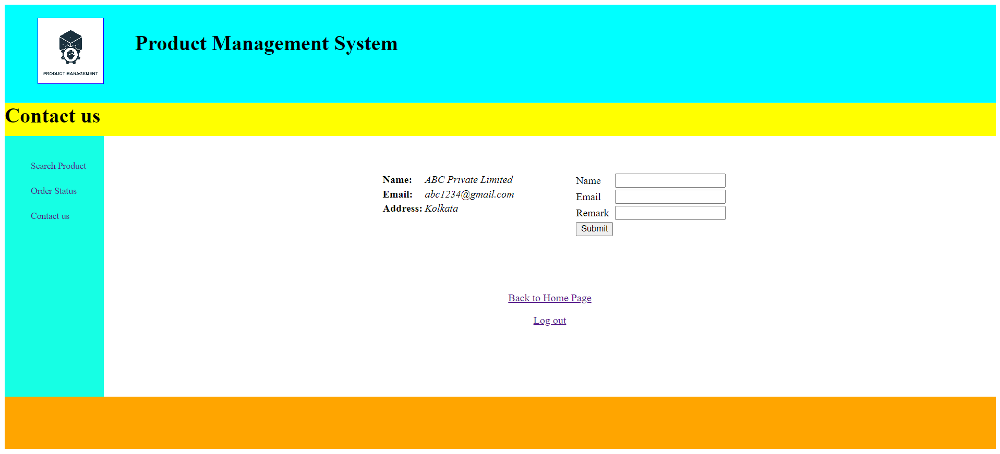 PRODUCT MANAGEMENT
Product Management System
Contact us
Search Product
Order Status
Contact us
Name: ABC Private Limited
Email: abc1234@gmail.com
Address: Kolkata
Name
Email
Remark
Submit
Back to Home Page
Log out